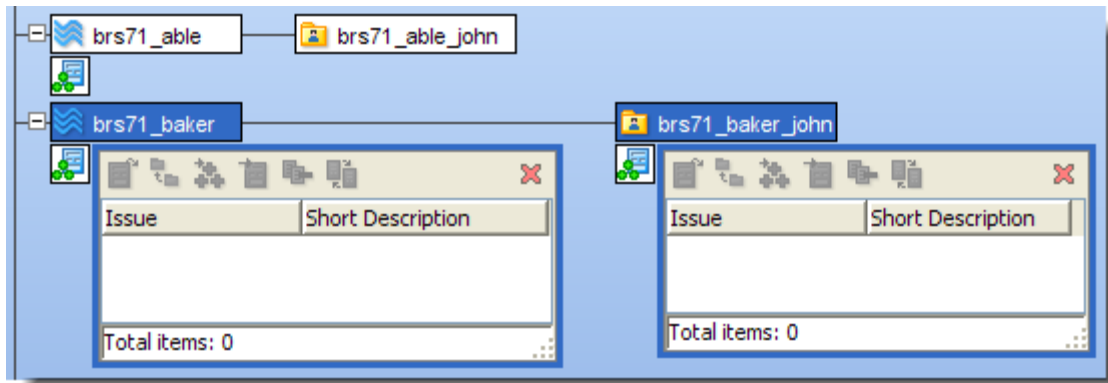 brs71_able brs71_able_john
brs71_baker brs71_baker_john
Issue Short Description Issue Short Description
Total items: 0 Total items: 0